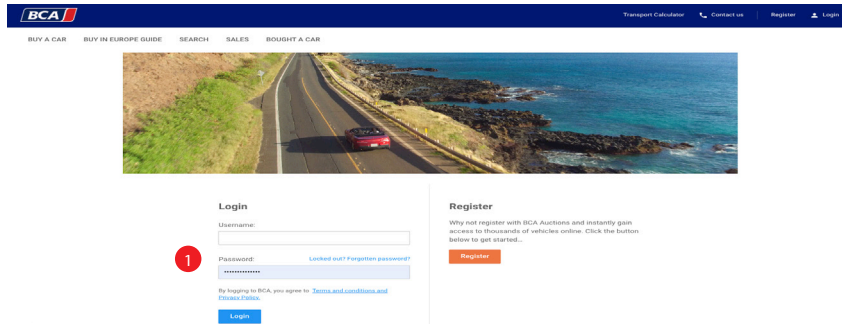 BCA
Transport Calculator Contact us Register Login
BUY A CAR BUY IN EUROPE GUIDE SEARCH SALES BOUGHT A CAR
Login
Username:
1
Password: Locked out? Forgotten password?
••••••••••••••
By logging to BCA, you agree to Terms and conditions and
Privacy Policy.
Login
Register
Why not register with BCA Auctions and instantly gain
access to thousands of vehicles online. Click the button
below to get started...
Register